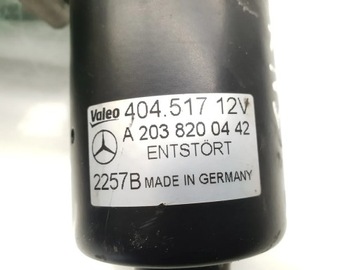 Valeo 404.517 12V
A 203 820 04 42
ENTSTÖRT
2257B MADE IN GERMANY